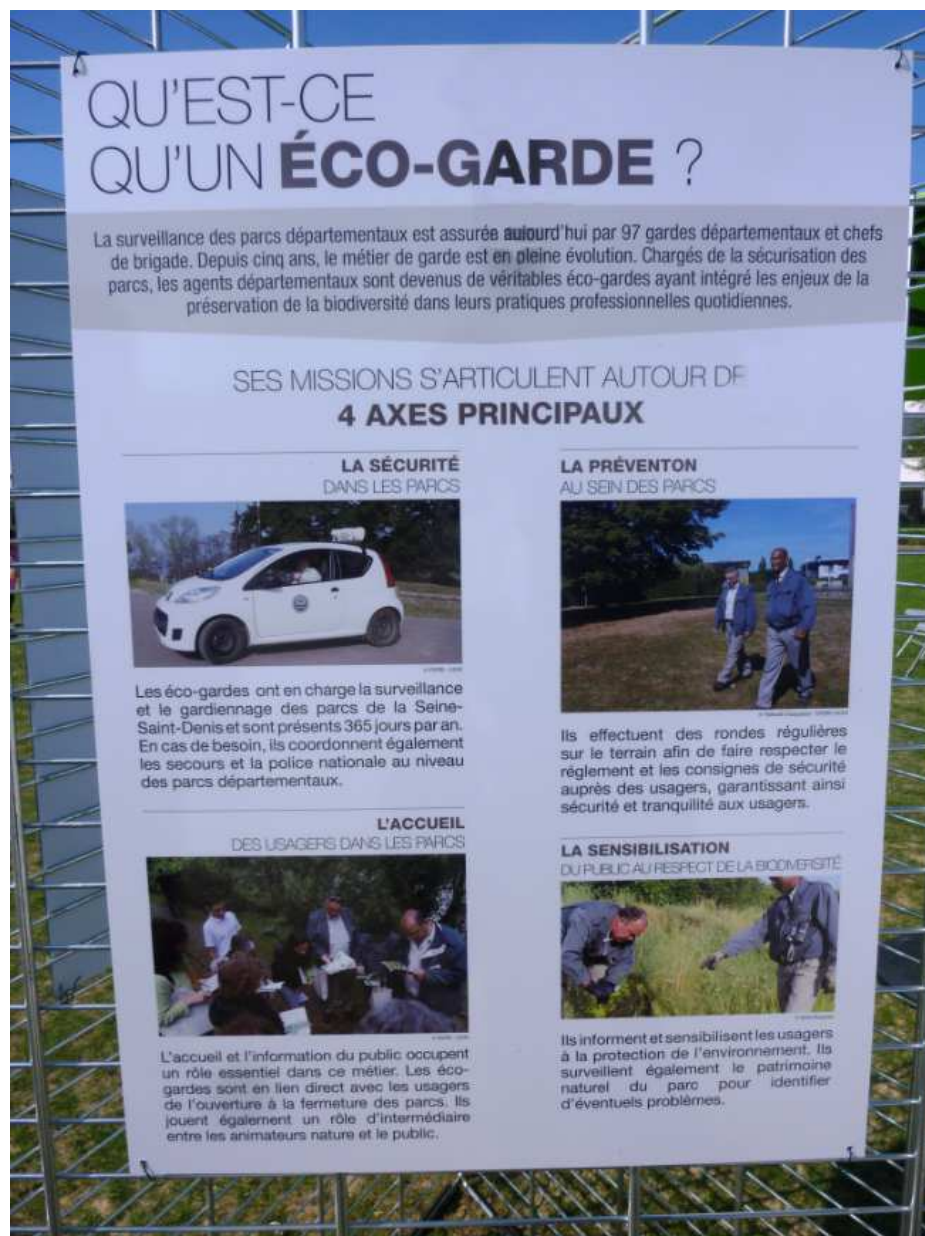 QU'EST-CE
QU'UN ÉCO-GARDE ?
La surveillance des parcs départementaux est assurée aujourd'hui par 97 gardes départementaux et chefs
de brigade. Depuis cinq ans, le métier de garde est en pleine évolution. Chargés de la sécurisation des
parcs, les agents départementaux sont devenus de véritables éco-gardes ayant intégré les enjeux de la
préservation de la biodiversité dans leurs pratiques professionnelles quotidiennes.
SES MISSIONS S'ARTICULENT AUTOUR DE
4 AXES PRINCIPAUX
LA SÉCURITÉ
DANS LES PARCS
Les éco-gardes ont en charge la surveillance
et le gardiennage des parcs de la Seine-
Saint-Denis et sont présents 365 jours par an.
En cas de besoin, ils coordonnent également
les secours et la police nationale au niveau
des parcs départementaux.
LA PRÉVENTON
AU SEIN DES PARCS
Ils effectuent des rondes régulières
sur le terrain afin de faire respecter le
réglement et les consignes de sécurité
auprès des usagers, garantissant ainsi
sécurité et tranquilité aux usagers.
L'ACCUEIL
DES USAGERS DANS LES PARCS
L'accueil et l'information du public occupent
un rôle essentiel dans ce métier. Les éco-
gardes sont en lien direct avec les usagers
de l'ouverture à la fermeture des parcs. Ils
jouent également un rôle d'intermédiaire
entre les animateurs nature et le public.
LA SENSIBILISATION
DU PUBLIC AU RESPECT DE LA BIODIVERSITÉ
Ils informent et sensibilisent les usagers
à la protection de l'environnement. Ils
surveillent également le patrimoine
naturel du parc pour identifier
d'éventuels problèmes.